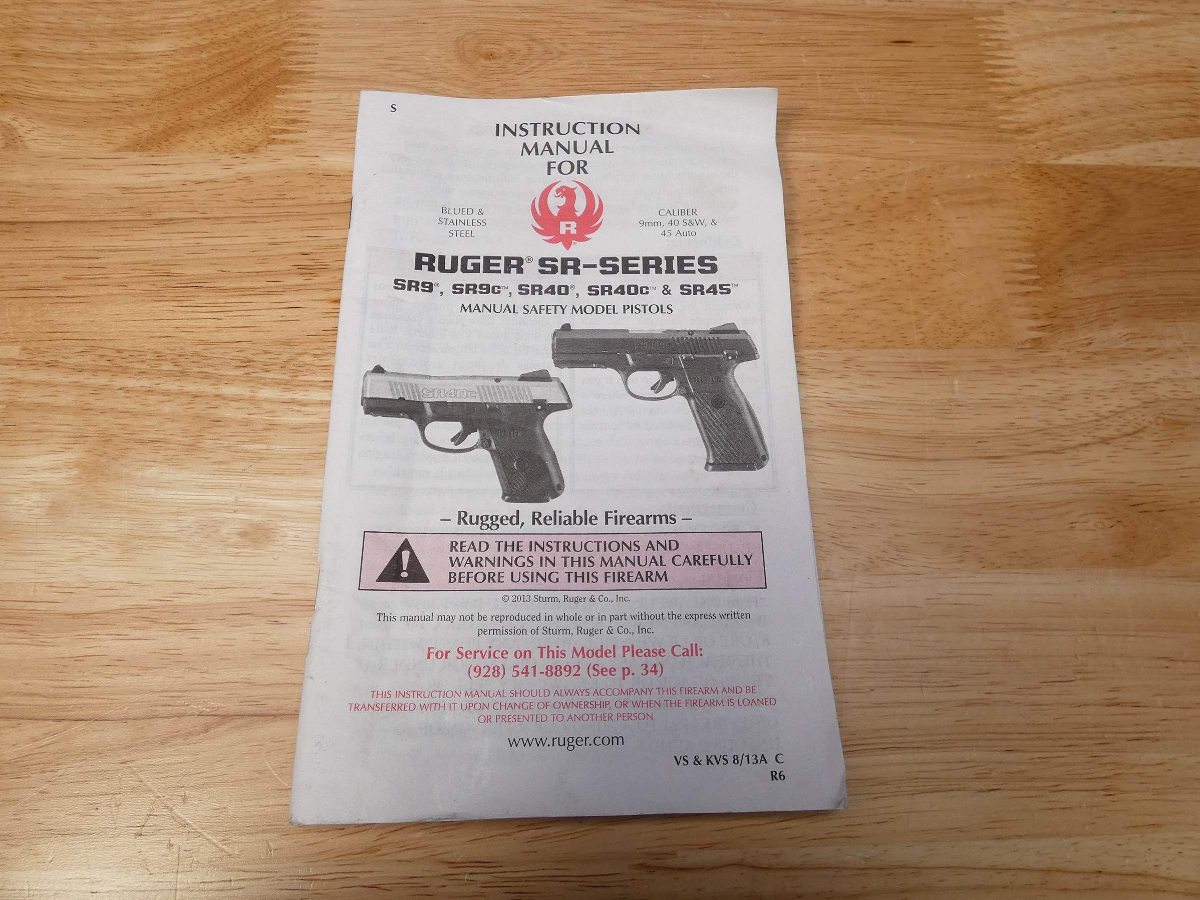 S
INSTRUCTION
MANUAL
FOR
BLUED &
STAINLESS
STEEL
R
CALIBER
9mm, 40 S&W, &
45 Auto
RUGER® SR-SERIES
SR9®, SR9c™, SR40®, SR40c™ & SR45™
MANUAL SAFETY MODEL PISTOLS
SR40c
– Rugged, Reliable Firearms –
READ THE INSTRUCTIONS AND
WARNINGS IN THIS MANUAL CAREFULLY
BEFORE USING THIS FIREARM
© 2013 Sturm, Ruger & Co., Inc.
This manual may not be reproduced in whole or in part without the express written
permission of Sturm, Ruger & Co., Inc.
For Service on This Model Please Call:
(928) 541-8892 (See p. 34)
THIS INSTRUCTION MANUAL SHOULD ALWAYS ACCOMPANY THIS FIREARM AND BE
TRANSFERRED WITH IT UPON CHANGE OF OWNERSHIP, OR WHEN THE FIREARM IS LOANED
OR PRESENTED TO ANOTHER PERSON
www.ruger.com
VS & KVS 8/13A C
R6